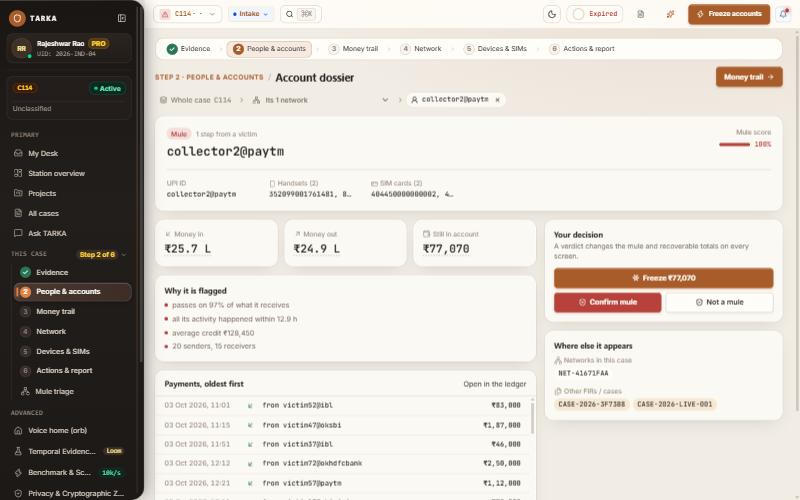 TARKA
RR
Rajeshwar Rao PRO
UID: 2026-IND-04
C114 Active
Unclassified
PRIMARY
My Desk
Station overview
Projects
All cases
Ask TARKA
THIS CASE Step 2 of 6
Evidence
2 People & accounts
3 Money trail
4 Network
5 Devices & SIMs
6 Actions & report
Mule triage
ADVANCED
Voice home (orb)
Temporal Evidenc... Loom
Benchmark & Sc... 10k/s
Privacy & Cryptographic Z...
C114 · · Intake ⌘K Expired Freeze accounts
Evidence 2 People & accounts 3 Money trail 4 Network 5 Devices & SIMs 6 Actions & report
STEP 2 · PEOPLE & ACCOUNTS / Account dossier Money trail →
Whole case C114 › Its 1 network › collector2@paytm ×
Mule 1 step from a victim Mule score
collector2@paytm 100%
UPI ID Handsets (2) SIM cards (2)
collector2@paytm 352099001761481, 8… 404450000000002, 4…
Money in Money out Still in account
₹25.7 L ₹24.9 L ₹77,070
Your decision
A verdict changes the mule and recoverable totals on every screen.
Freeze ₹77,070
Confirm mule Not a mule
Why it is flagged
passes on 97% of what it receives
all its activity happened within 12.9 h
average credit ₹128,450
20 senders, 15 receivers
Where else it appears
Networks in this case
NET-41671FAA
Other FIRs / cases
CASE-2026-3F73B8 CASE-2026-LIVE-001
Payments, oldest first Open in the ledger
03 Oct 2026, 11:01 from victim52@ibl ₹83,000
03 Oct 2026, 11:15 from victim47@oksbi ₹1,87,000
03 Oct 2026, 11:51 from victim37@ibl ₹46,000
03 Oct 2026, 12:12 from victim72@okhdfcbank ₹2,50,000
03 Oct 2026, 12:21 from victim57@paytm ₹1,12,000